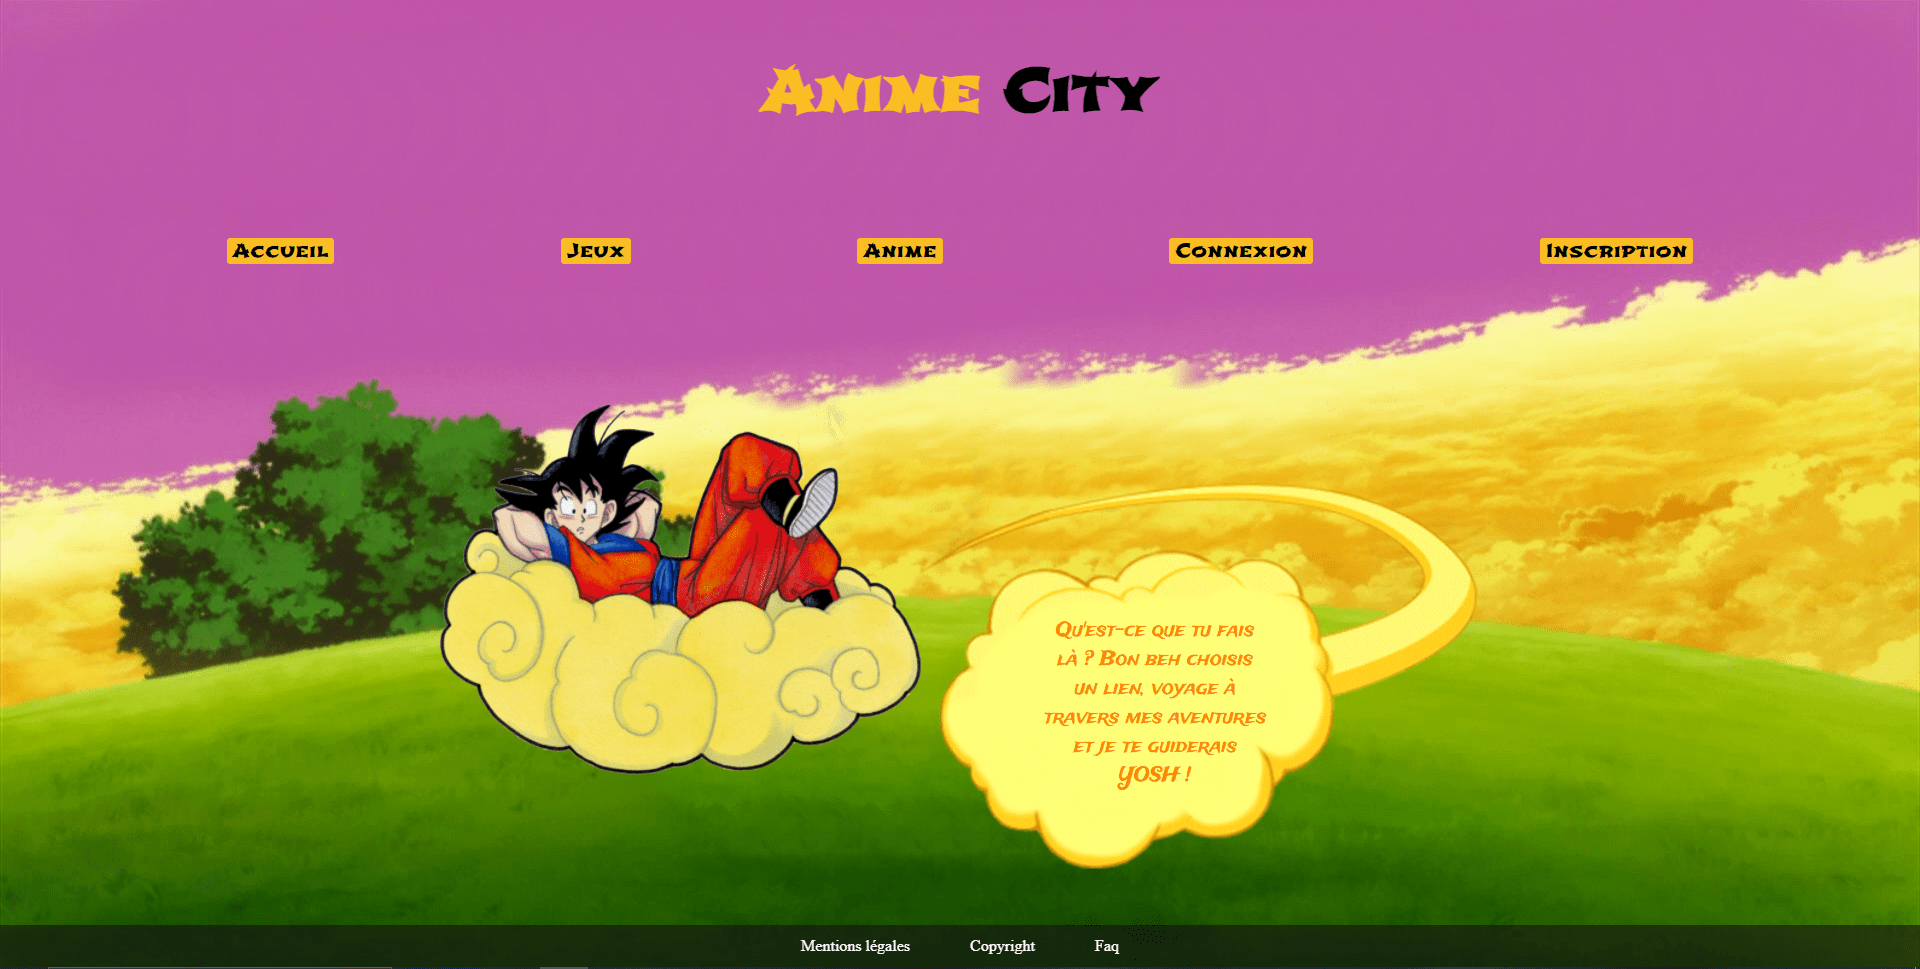 Anime City
Accueil
Jeux
Anime
Connexion
Inscription
Qu'est-ce que tu fais
là ? Bon beh choisis
un lien, voyage à
travers mes aventures
et je te guiderais
YOSH !
Mentions légales
Copyright
Faq